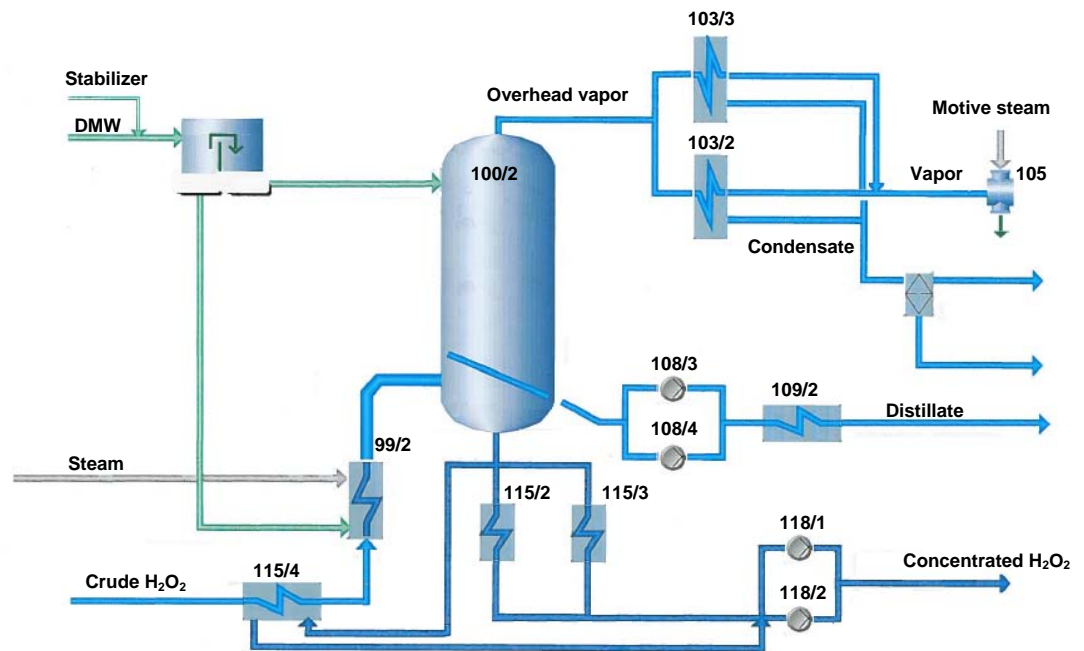 103/3
Stabilizer
Overhead vapor
Motive steam
DMW
103/2
100/2
Vapor
105
Condensate
108/3
109/2
Distillate
108/4
99/2
Steam
115/2
115/3
118/1
Crude H₂O₂
115/4
Concentrated H₂O₂
118/2